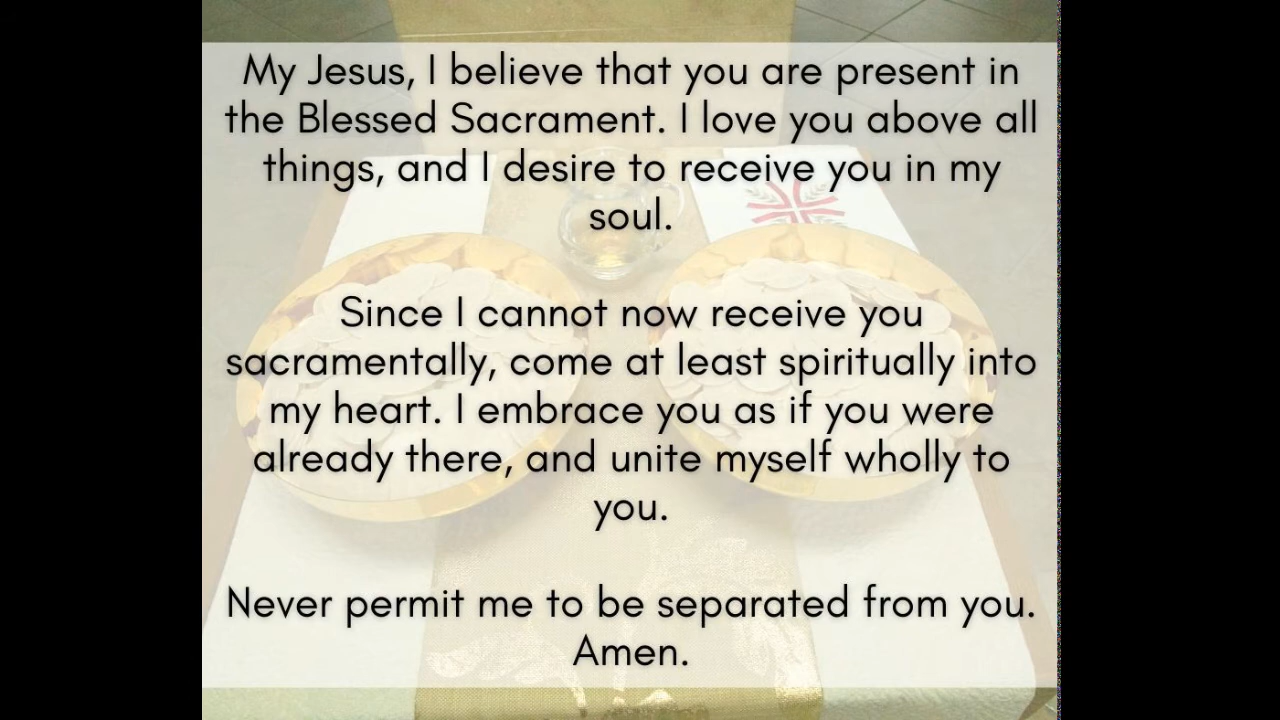 My Jesus, I believe that you are present in
the Blessed Sacrament. I love you above all
things, and I desire to receive you in my
soul.
Since I cannot now receive you
sacramentally, come at least spiritually into
my heart. I embrace you as if you were
already there, and unite myself wholly to
you.
Never permit me to be separated from you.
Amen.